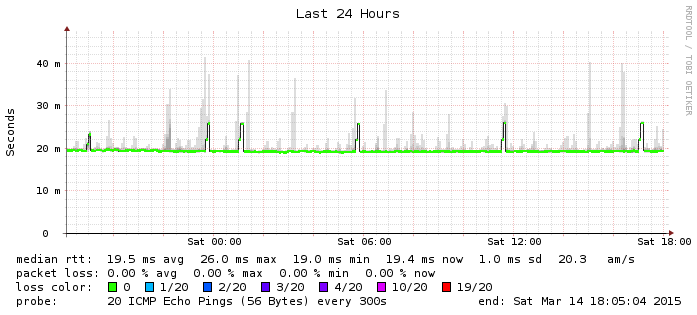 Last 24 Hours
RRDTOOL / TOBI OETIKER
Seconds
40 m
30 m
20 m
10 m
0
Sat 00:00 Sat 06:00 Sat 12:00 Sat 18:00
median rtt: 19.5 ms avg 26.0 ms max 19.0 ms min 19.4 ms now 1.0 ms sd 20.3 am/s
packet loss: 0.00 % avg 0.00 % max 0.00 % min 0.00 % now
loss color: 0 1/20 2/20 3/20 4/20 10/20 19/20
probe: 20 ICMP Echo Pings (56 Bytes) every 300s end: Sat Mar 14 18:05:04 2015